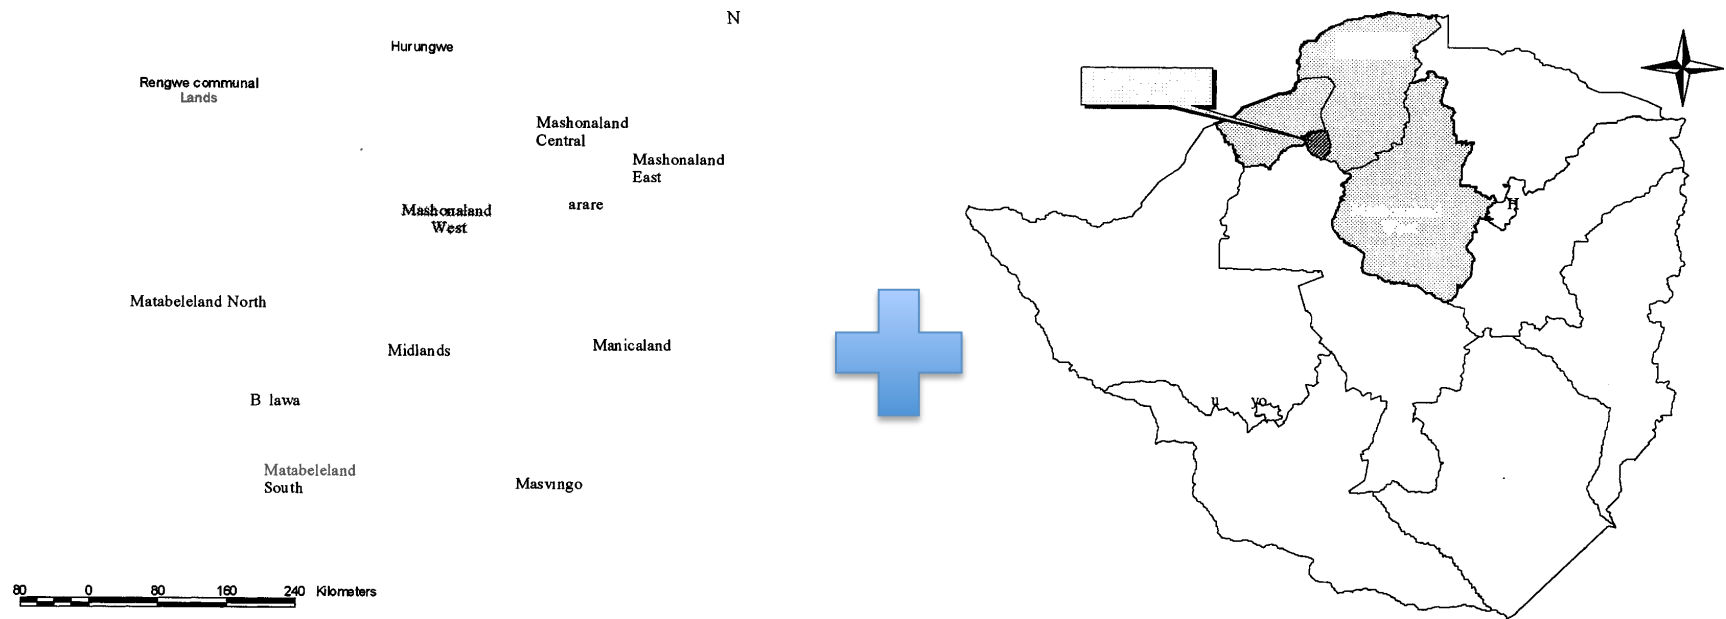 N
Hurungwe
Rengwe communal
Lands
Mashonaland
Central
Mashonaland
East
Mashonaland
West
arare
Matabeleland North
Midlands
Manicaland
B lawa
Matabeleland
South
Masvingo
80 0 80 160 240 Kilometers
H
u yo